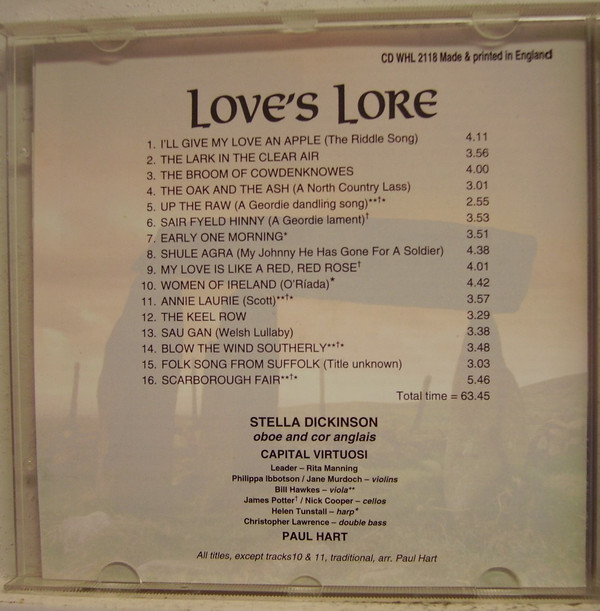 CD WHL 2118 Made & printed in England
LOVE'S LORE
1. I'LL GIVE MY LOVE AN APPLE (The Riddle Song) 4.11
2. THE LARK IN THE CLEAR AIR 3.56
3. THE BROOM OF COWDENKNOWES 4.00
4. THE OAK AND THE ASH (A North Country Lass) 3.01
5. UP THE RAW (A Geordie dandling song)**†* 2.55
6. SAIR FYELD HINNY (A Geordie lament)† 3.53
7. EARLY ONE MORNING* 3.51
8. SHULE AGRA (My Johnny He Has Gone For A Soldier) 4.38
9. MY LOVE IS LIKE A RED, RED ROSE† 4.01
10. WOMEN OF IRELAND (O'Ríada)* 4.42
11. ANNIE LAURIE (Scott)**†* 3.57
12. THE KEEL ROW 3.29
13. SAU GAN (Welsh Lullaby) 3.38
14. BLOW THE WIND SOUTHERLY**†* 3.48
15. FOLK SONG FROM SUFFOLK (Title unknown) 3.03
16. SCARBOROUGH FAIR**†* 5.46
Total time = 63.45
STELLA DICKINSON
oboe and cor anglais
CAPITAL VIRTUOSI
Leader – Rita Manning
Philippa Ibbotson / Jane Murdoch – violins
Bill Hawkes – viola**
James Potter† / Nick Cooper – cellos
Helen Tunstall – harp*
Christopher Lawrence – double bass
PAUL HART
All titles, except tracks10 & 11, traditional, arr. Paul Hart